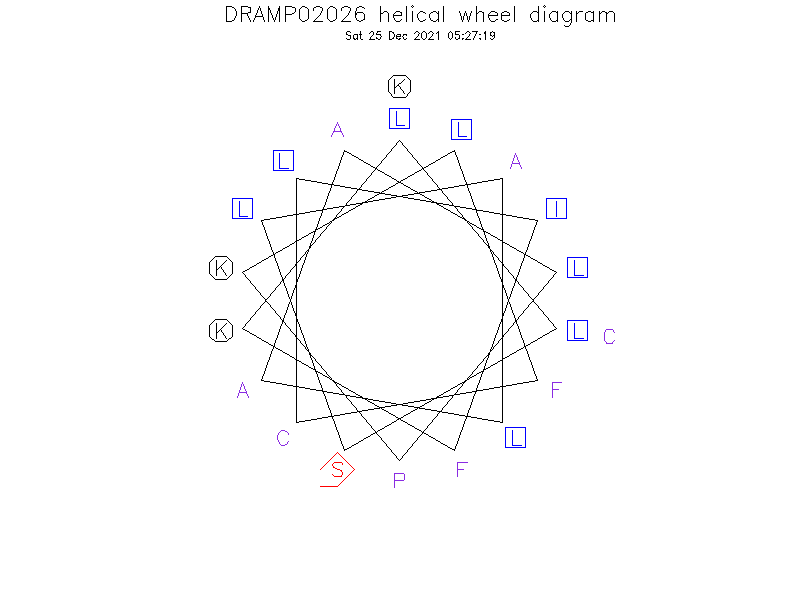 DRAMP02026 helical wheel diagram
Sat 25 Dec 2021 05:27:19
K
L
A L
L A
L I
K L
K L C
A F
C L
S P F